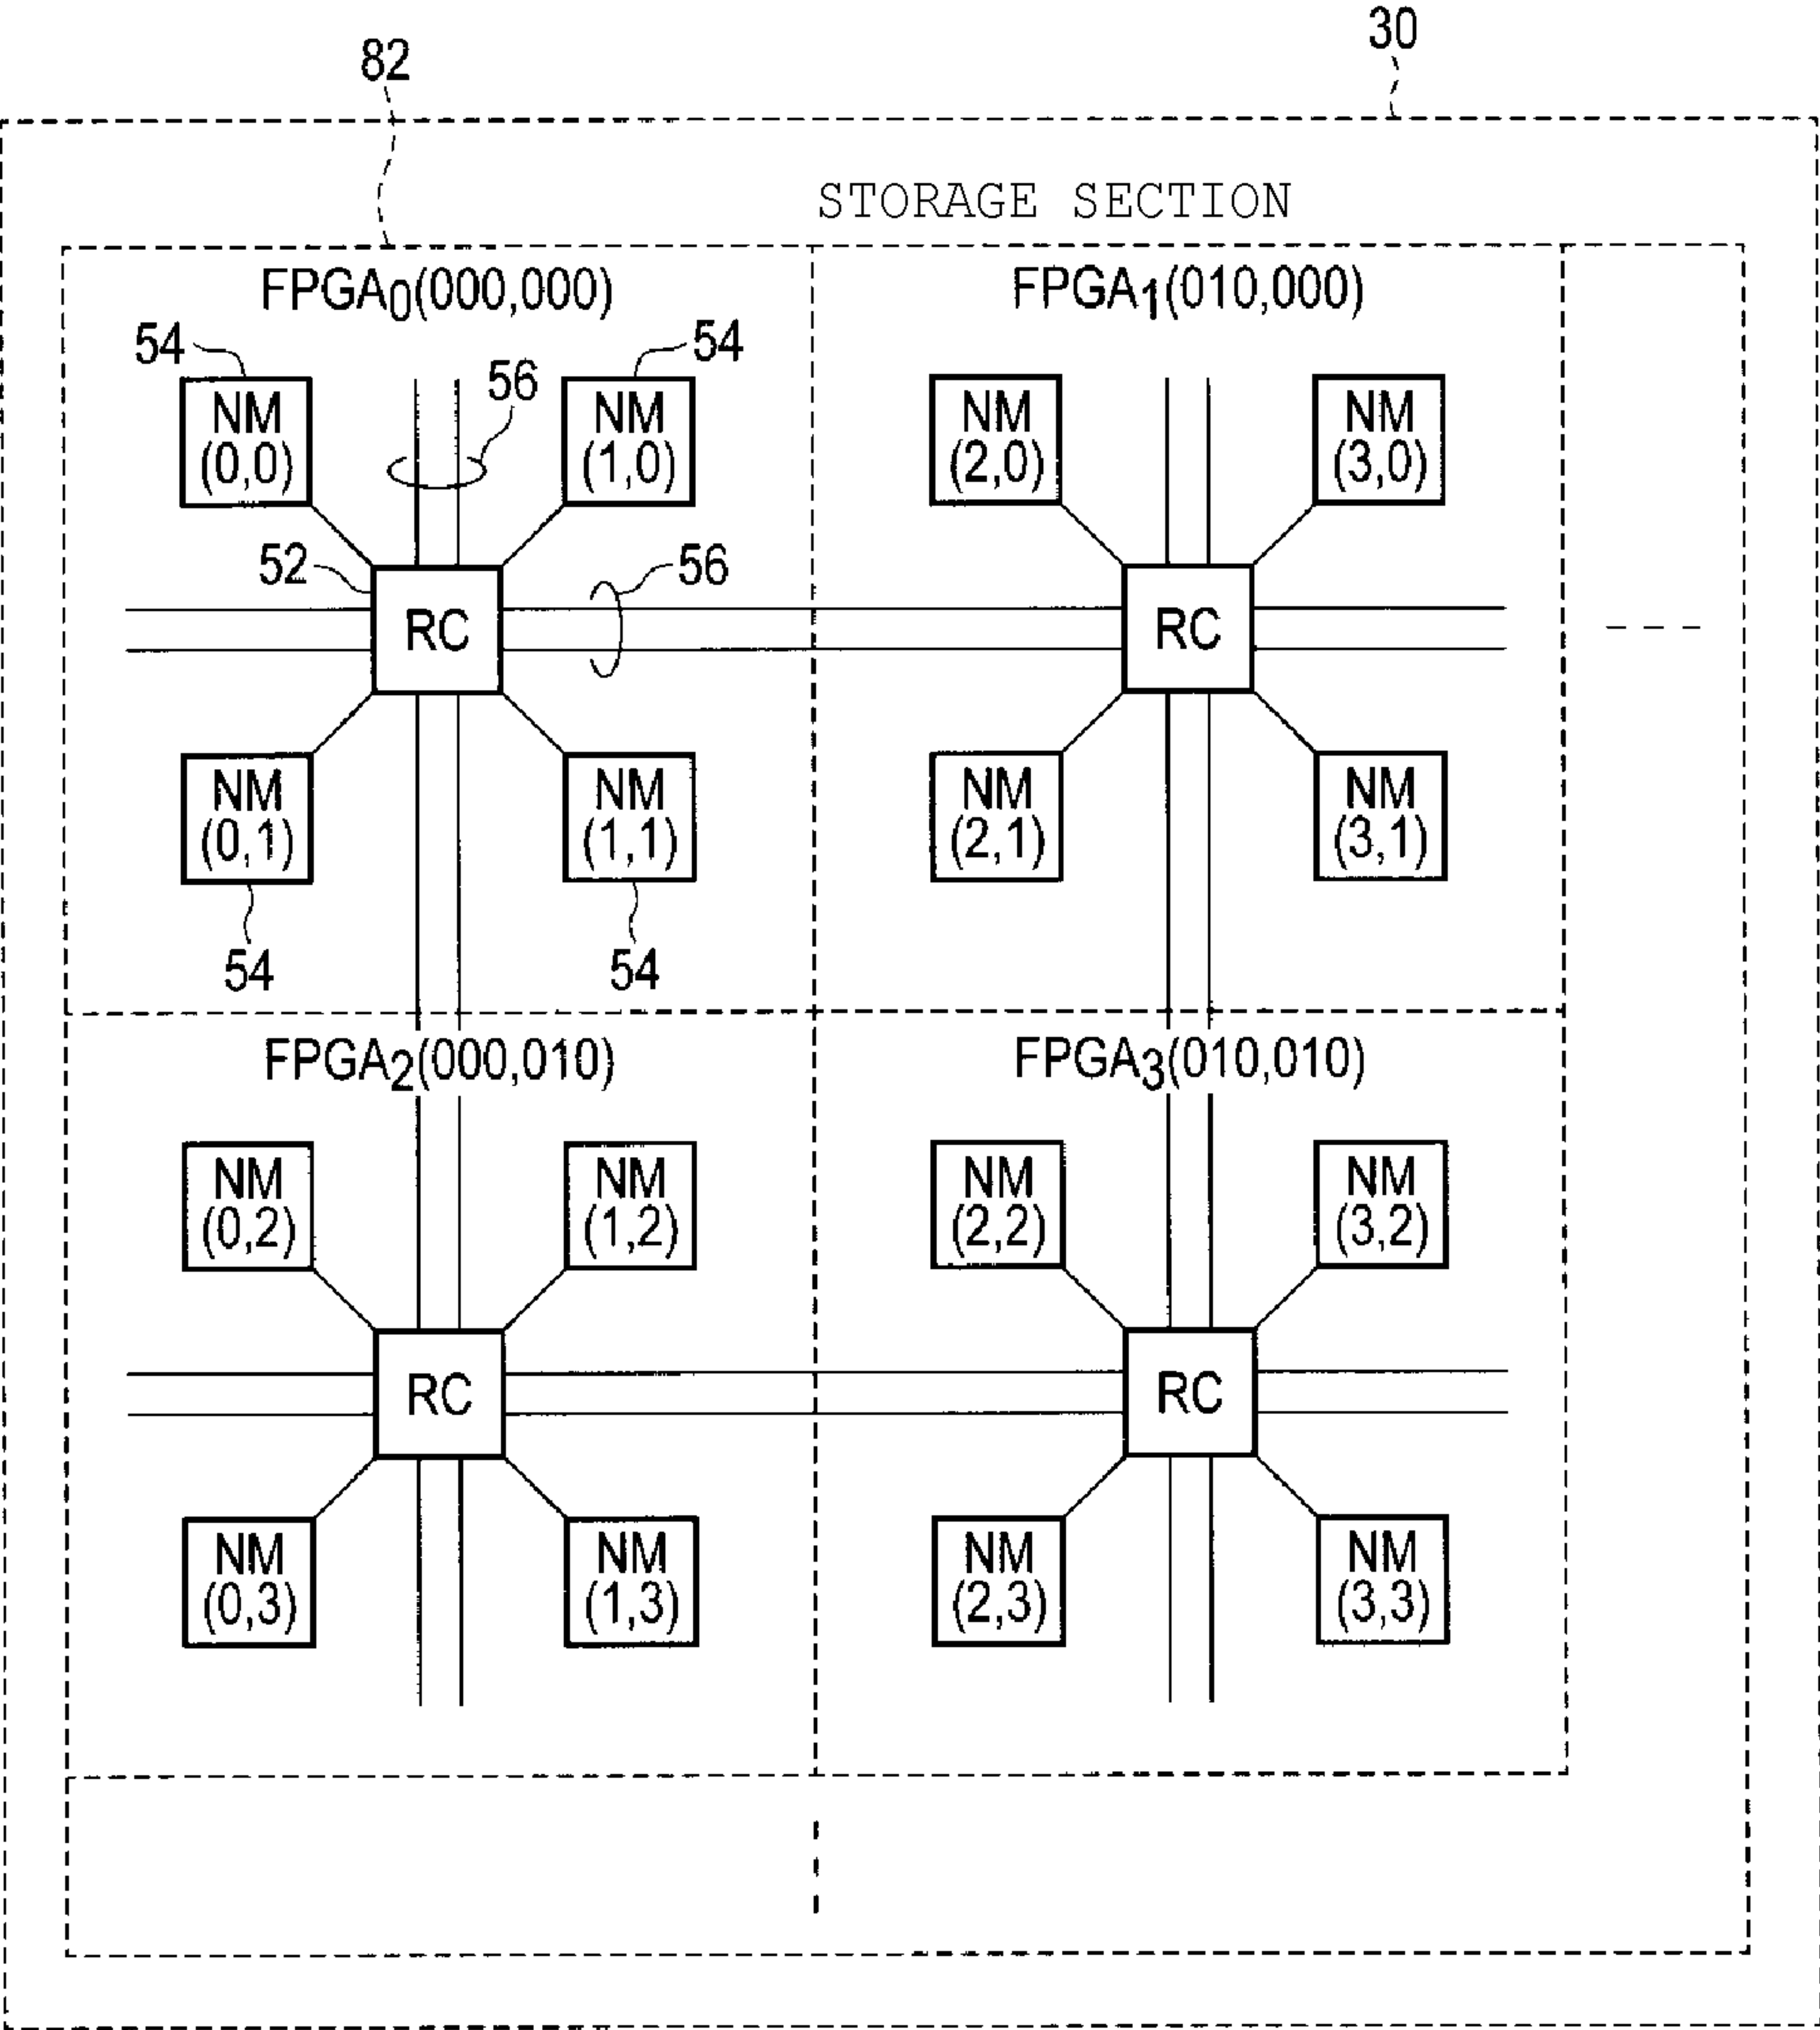 30
82
STORAGE SECTION
FPGA0(000,000)
FPGA1(010,000)
54
54
56
NM
(0,0)
NM
(1,0)
NM
(2,0)
NM
(3,0)
52
56
RC
RC
NM
(0,1)
NM
(1,1)
NM
(2,1)
NM
(3,1)
54
54
FPGA2(000,010)
FPGA3(010,010)
NM
(0,2)
NM
(1,2)
NM
(2,2)
NM
(3,2)
RC
RC
NM
(0,3)
NM
(1,3)
NM
(2,3)
NM
(3,3)